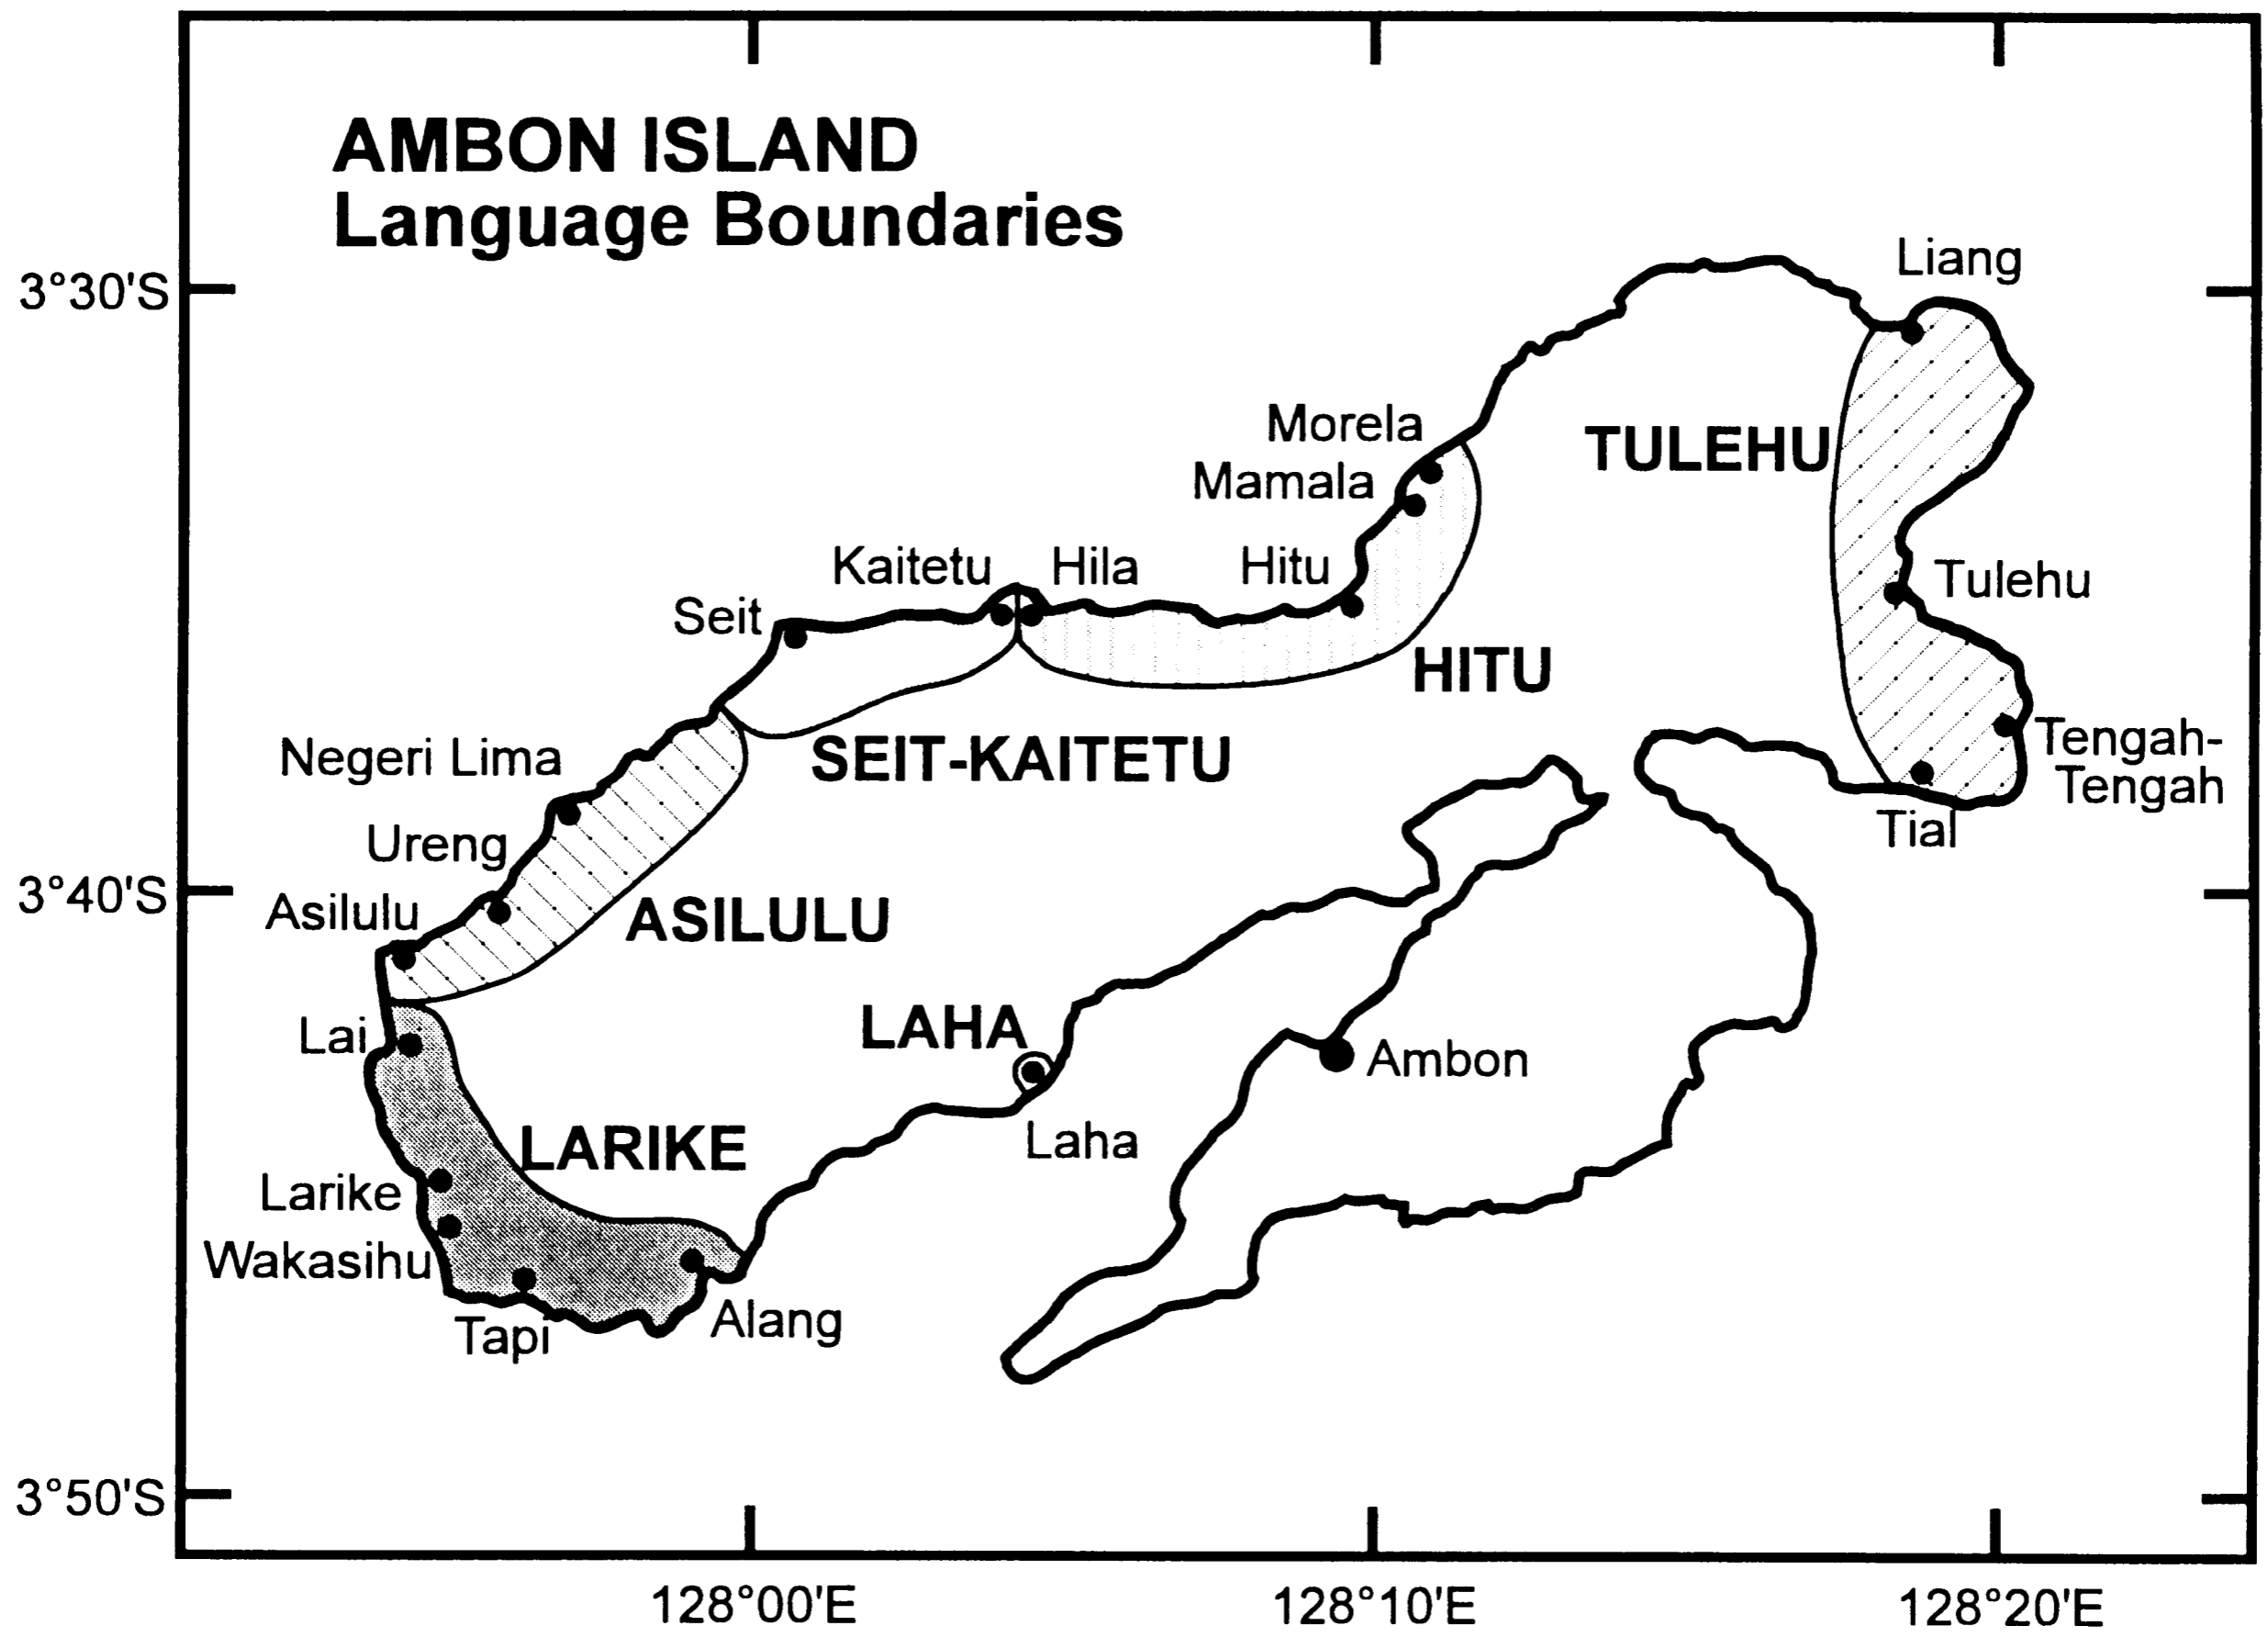 AMBON ISLAND
Language Boundaries
Liang
3°30'S
Morela
TULEHU
Mamala
Kaitetu
Hila
Hitu
Tulehu
Seit
HITU
Tengah-
Tengah
Negeri Lima
SEIT-KAITETU
Tial
Ureng
3°40'S
Asilulu
ASILULU
LAHA
Lai
Ambon
LARIKE
Laha
Larike
Wakasihu
Alang
Tapi
3°50'S
128°00'E
128°10'E
128°20'E